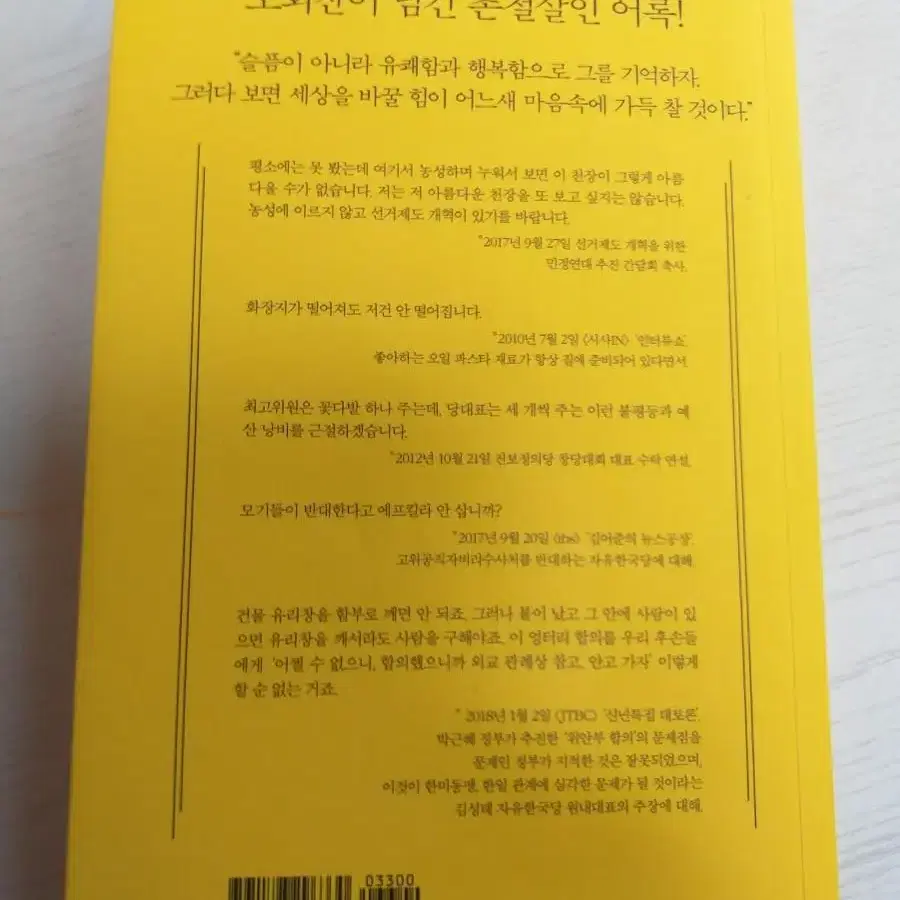 노회찬이 남긴 촌철살인 어록!
"슬픔이 아니라 유쾌함과 행복함으로 그를 기억하자.
그러다 보면 세상을 바꿀 힘이 어느새 마음속에 가득 찰 것이다."
평소에는 못 봤는데 여기서 농성하며 누워서 보면 이 천장이 그렇게 아름
다울 수가 없습니다. 저는 저 아름다운 천장을 또 보고 싶지는 않습니다.
농성에 이르지 않고 선거제도 개혁이 있기를 바랍니다.
*2017년 9월 27일 선거제도 개혁을 위한
민정연대 추진 간담회 축사.
화장지가 떨어져도 저건 안 떨어집니다.
*2010년 7월 2일 〈시사IN〉 '인터뷰쇼'.
좋아하는 오일 파스타 재료가 항상 집에 준비되어 있다면서.
최고위원은 꽃다발 하나 주는데, 당대표는 세 개씩 주는 이런 불평등과 예
산 낭비를 근절하겠습니다.
*2012년 10월 21일 진보정의당 창당대회 대표 수락 연설.
모기들이 반대한다고 에프킬라 안 삽니까?
*2017년 9월 20일 〈tbs〉 '김어준의 뉴스공장'.
고위공직자비리수사처를 반대하는 자유한국당에 대해.
건물 유리창을 함부로 깨면 안 되죠. 그러나 불이 났고 그 안에 사람이 있
으면 유리창을 깨서라도 사람을 구해야죠. 이 엉터리 합의를 우리 후손들
에게 '어쩔 수 없으니, 합의했으니까 외교 관례상 참고, 안고 가자' 이렇게
할 순 없는 거죠.
*2018년 1월 2일 〈JTBC〉 '신년특집 대토론'.
박근혜 정부가 추진한 '위안부 합의'의 문제점을
문재인 정부가 지적한 것은 잘못되었으며,
이것이 한미동맹, 한일 관계에 심각한 문제가 될 것이라는
김성태 자유한국당 원내대표의 주장에 대해.
03300